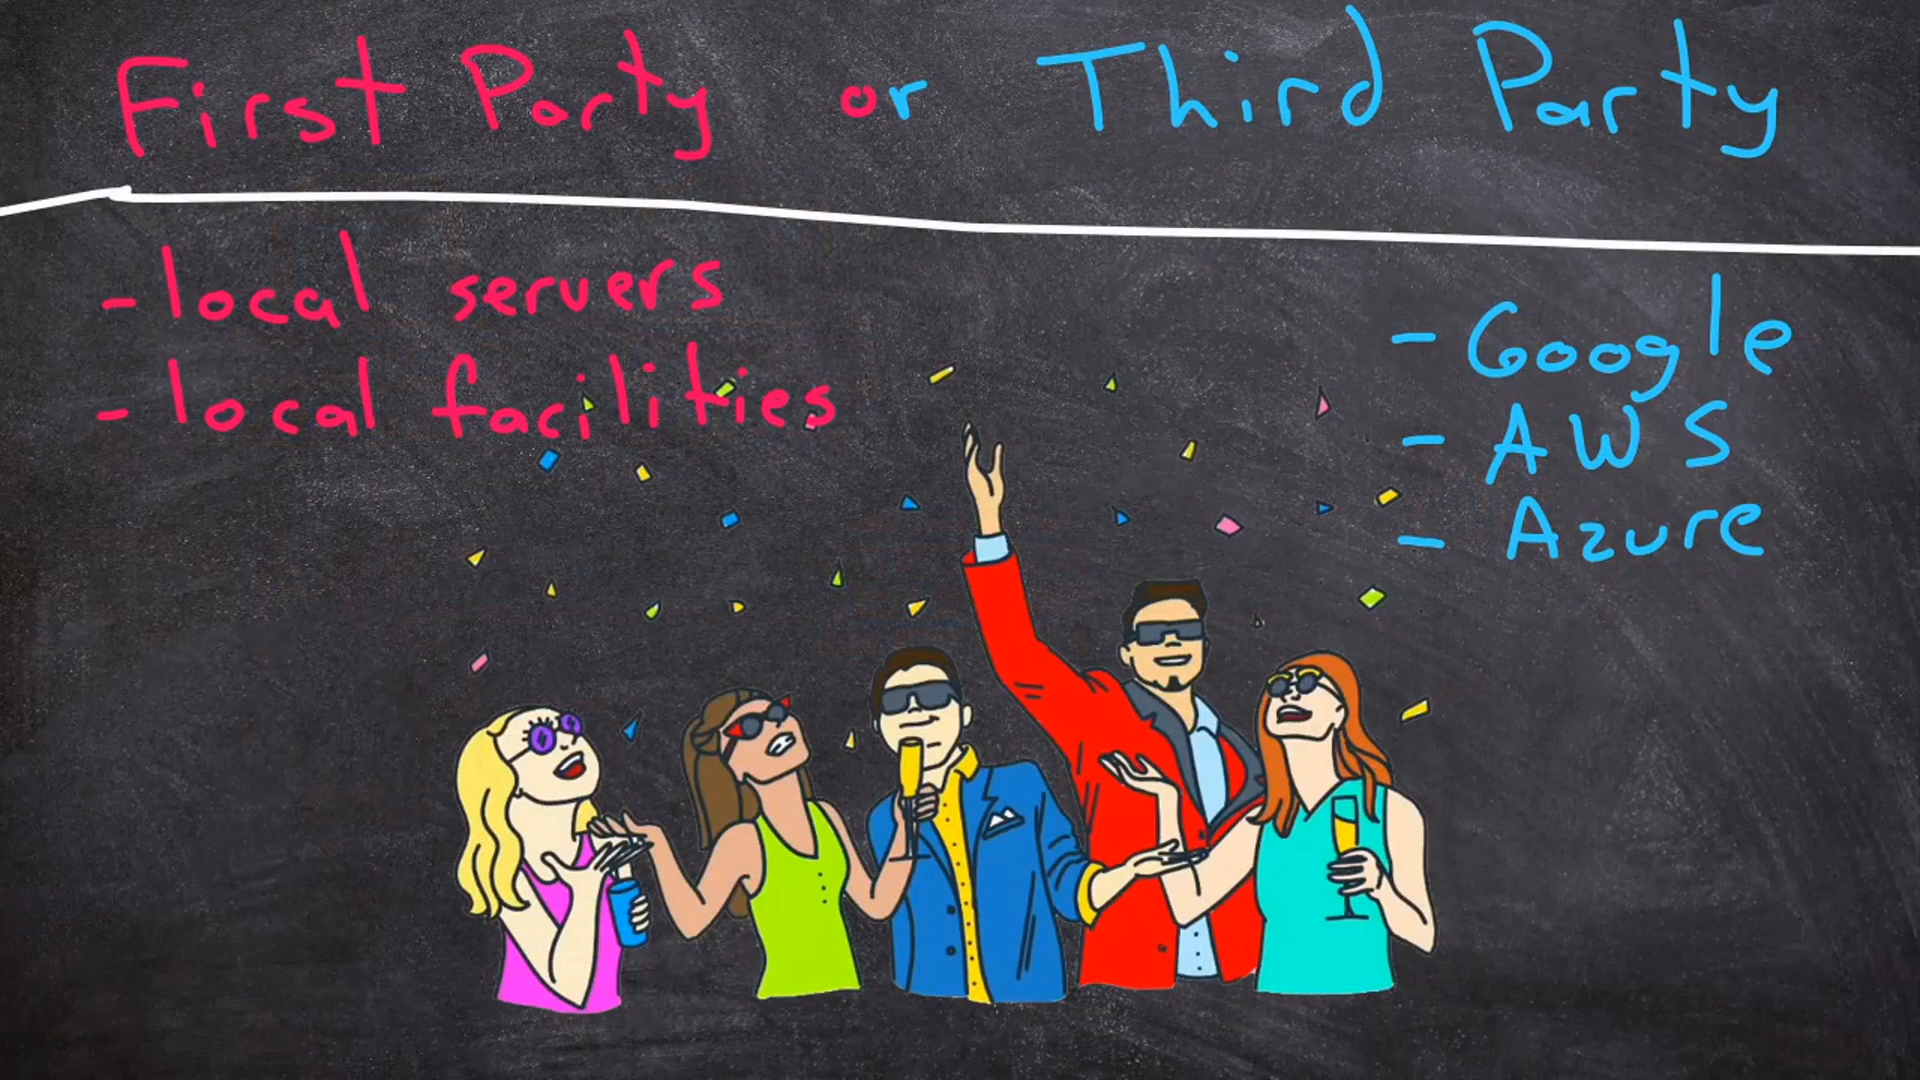 First Party or Third Party
- local servers
- local facilities
- Google
- AWS
- Azure